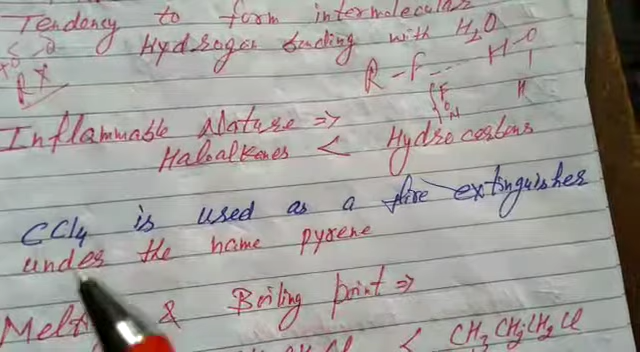 Tendency to form intermolecular
Hydrogen bonding with H2O
RX
R-F---H-O
H
F
O
N
Inflammable Nature =>
Haloalkanes < Hydrocarbons
CCl4 is used as a fire extinguisher
under the name pyrene
& Boiling point =>
< CH3CH2CH2Cl